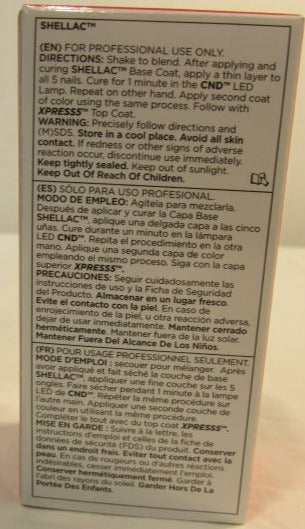 SHELLAC™
(EN) FOR PROFESSIONAL USE ONLY.
DIRECTIONS: Shake to blend. After applying and
curing SHELLAC™ Base Coat, apply a thin layer to
all 5 nails. Cure for 1 minute in the CND™ LED
Lamp. Repeat on other hand. Apply second coat
of color using the same process. Follow with
XPRESS5™ Top Coat.
WARNING: Precisely follow directions and
(M)SDS. Store in a cool place. Avoid all skin
contact. If redness or other signs of adverse
reaction occur, discontinue use immediately.
Keep tightly sealed. Keep out of sunlight.
Keep Out Of Reach Of Children.
(ES) SÓLO PARA USO PROFESIONAL.
MODO DE EMPLEO: Agítela para mezclarla.
Después de aplicar y curar la Capa Base
SHELLAC™, aplique una delgada capa a las cinco
uñas. Cure durante un minuto en la lámpara
LED CND™. Repita el procedimiento en la otra
mano. Aplique una segunda capa de color
empleando el mismo proceso. Siga con la capa
superior XPRESS5™.
PRECAUCIONES: Seguir cuidadosamente las
instrucciones de uso y la Ficha de Seguridad
del Producto. Almacenar en un lugar fresco.
Evite el contacto con la piel. En caso de
enrojecimiento de la piel, u otra reacción adversa,
dejar de usar inmediatamente. Mantener cerrado
herméticamente. Mantener fuera de la luz solar.
Mantener Fuera Del Alcance De Los Niños.
(FR) POUR USAGE PROFESSIONNEL SEULEMENT.
MODE D'EMPLOI : secouer pour mélanger. Après
avoir appliqué et fait séché la couche de base
SHELLAC™, appliquez une fine couche sur les 5
ongles. Faire sécher pendant 1 minute à la lampe
LED de CND™. Répéter la même procédure sur
l'autre main. Appliquer une seconde couche de
couleur en utilisant la même procédure.
Compléter le tout avec du top coat XPRESS5™.
MISE EN GARDE : Suivre à la lettre, les
instructions d'emploi et celles de la fiche de
données de sécurité (FDS) du produit. Conserver
dans un endroit frais. Éviter tout contact avec la
peau. En cas de rougeurs ou d'autres réactions
indésirables, cesser immédiatement l'emploi.
Conserver hermétiquement fermé. Garder à
l'abri des rayons du soleil. Garder Hors De La
Portée Des Enfants.